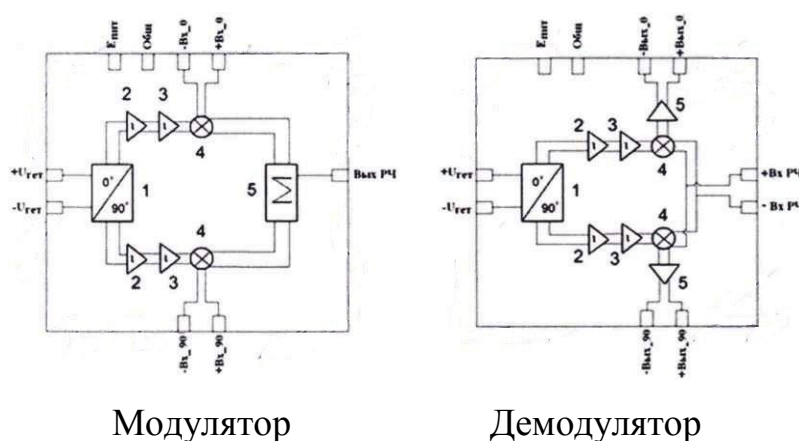 Епит Общ -Вх_0 +Вх_0
2 3
4
+Uгет
-Uгет
0°
90°
1
5
Σ
Вых РЧ
4
2 3
-Вх_90 +Вх_90
Модулятор
Епит Общ -Вых_0 +Вых_0
5
2 3
4
+Uгет
-Uгет
0°
90°
1
+Вх РЧ
- Вх РЧ
4
2 3
5
-Вых_90 +Вых_90
Демодулятор